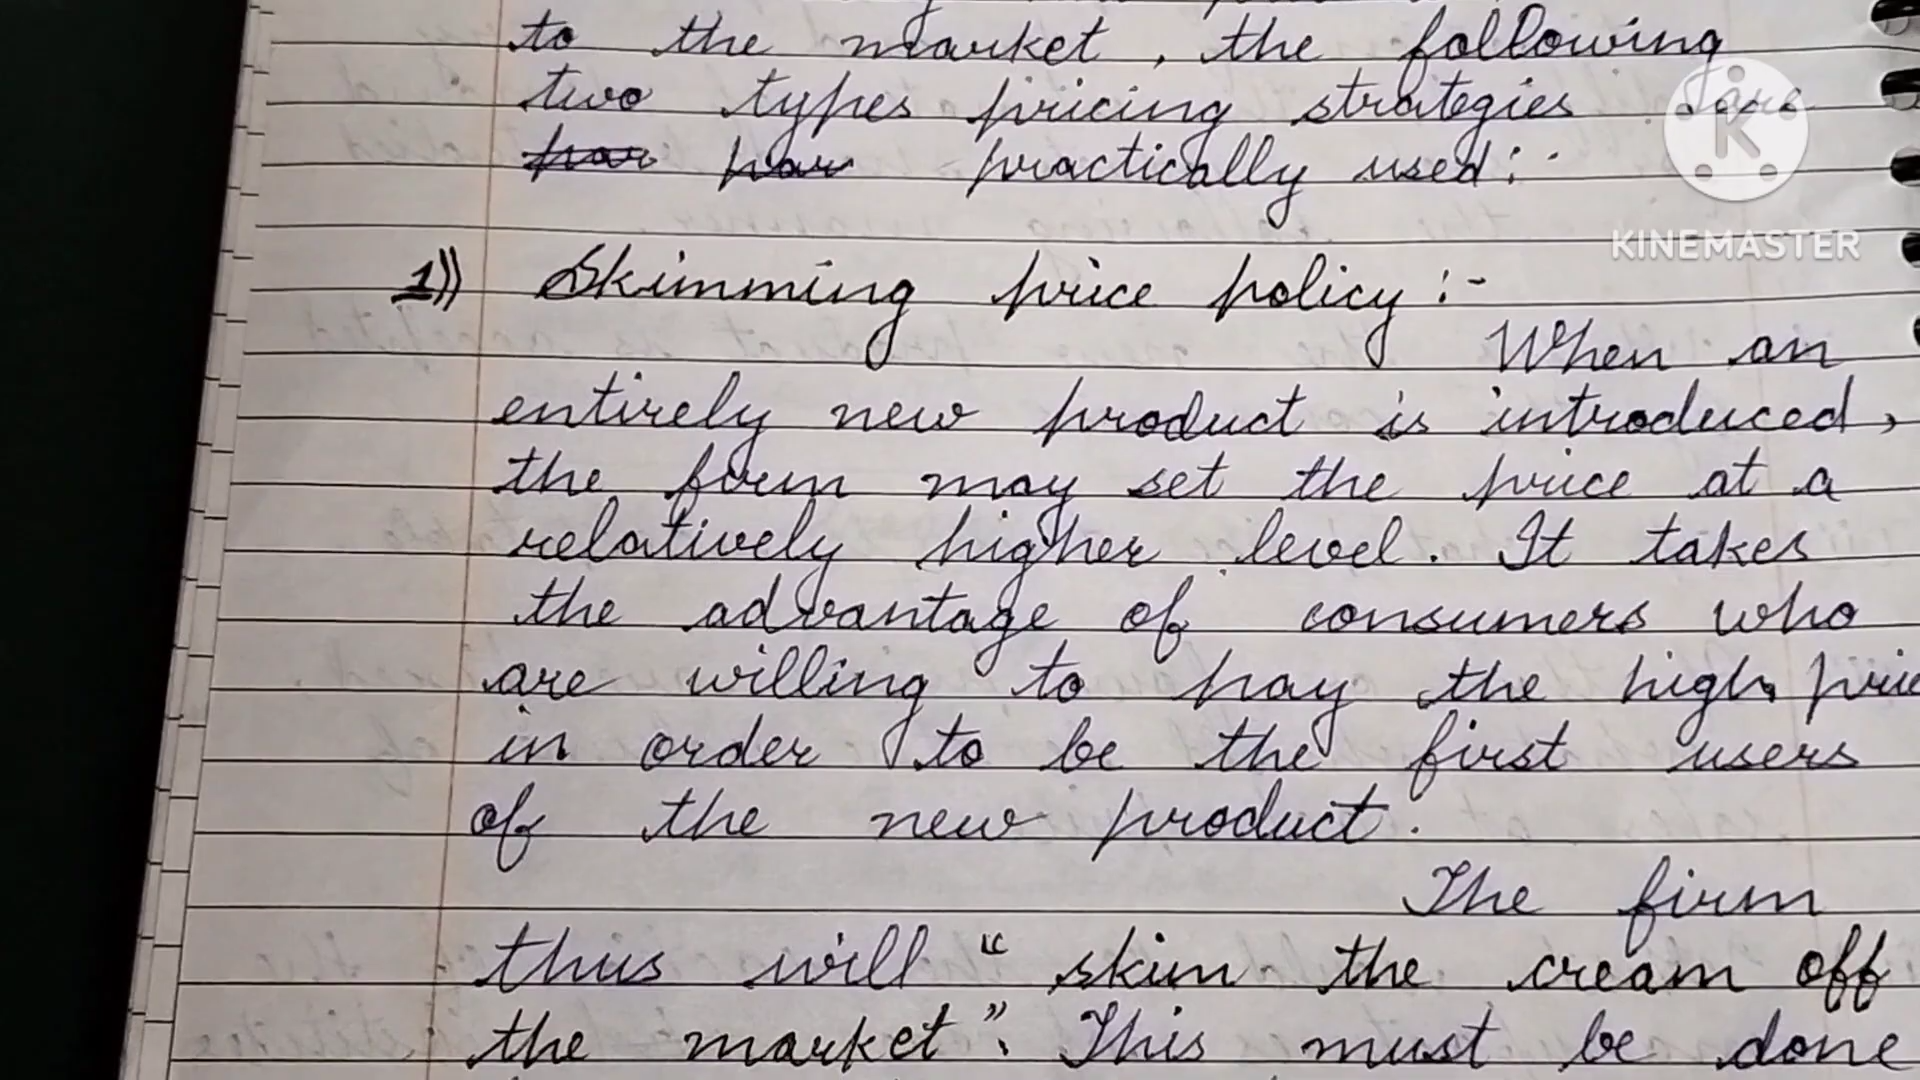 to the market, the following
two types pricing strategies are
practically used :-
1)) Skimming price policy :-
When an
entirely new product is introduced,
the firm may set the price at a
relatively higher level. It takes
the advantage of consumers who
are willing to pay the high pric
in order to be the first users
of the new product.
The firm
thus will " skim the cream off
the market". This must be done
KINEMASTER